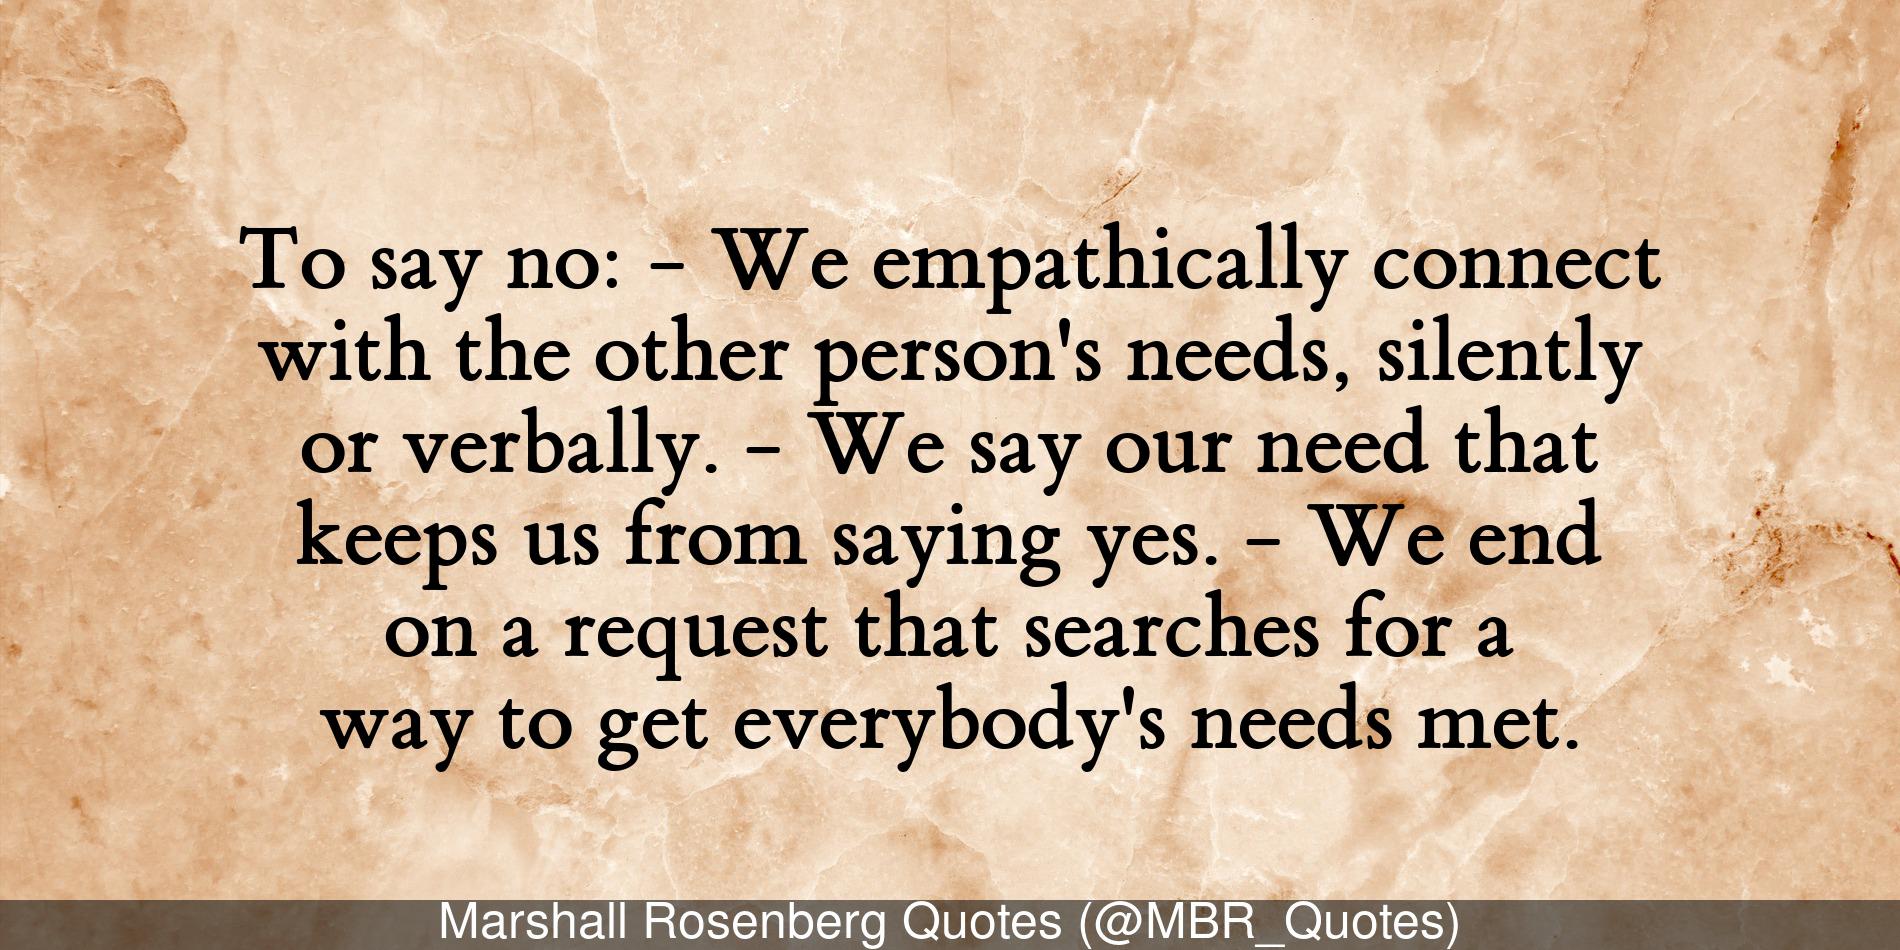 To say no: – We empathically connect
with the other person's needs, silently
or verbally. – We say our need that
keeps us from saying yes. – We end
on a request that searches for a
way to get everybody's needs met.
Marshall Rosenberg Quotes (@MBR_Quotes)